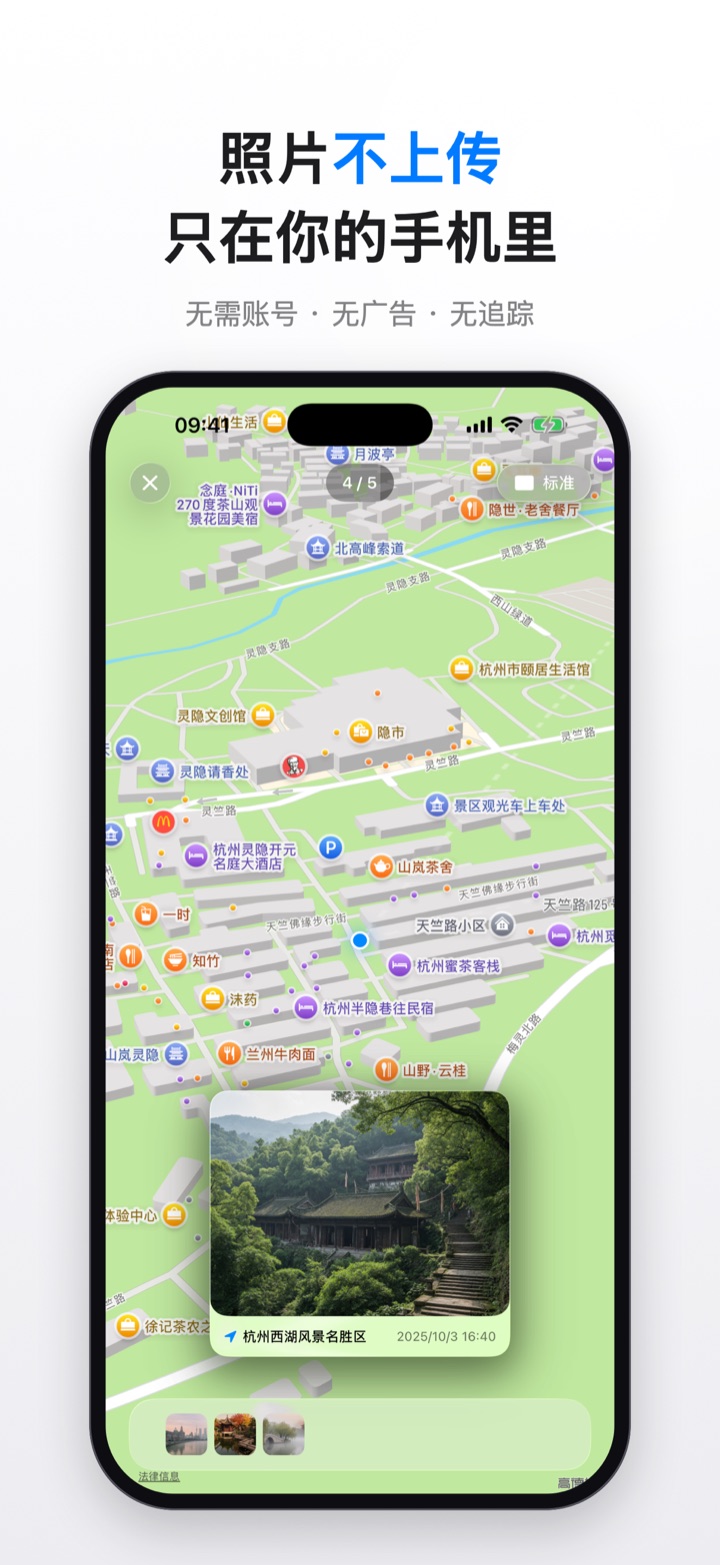 照片不上传
只在你的手机里
无需账号 · 无广告 · 无追踪
09:41
生活
月波亭
4 / 5
标准
念庭·NiTi
270度茶山观
景花园美宿
隐世·老舍餐厅
北高峰索道
灵隐支路
灵隐支路
西山绿道
灵隐支路
杭州市颐居生活馆
灵隐文创馆
隐市
灵竺路
灵隐请香处
灵竺路
灵竺路
景区观光车上车处
P
杭州灵隐开元
名庭大酒店
山岚茶舍
天竺佛缘步行街
天竺路125
一时
天竺佛缘步行街
天竺路小区
杭州觅
南
店
知竹
杭州蜜茶客栈
沫药
杭州半隐巷往民宿
梅灵北路
山岚灵隐
兰州牛肉面
山野·云桂
体验中心
竺路
徐记茶农之
杭州西湖风景名胜区
2025/10/3 16:40
法律信息
高德